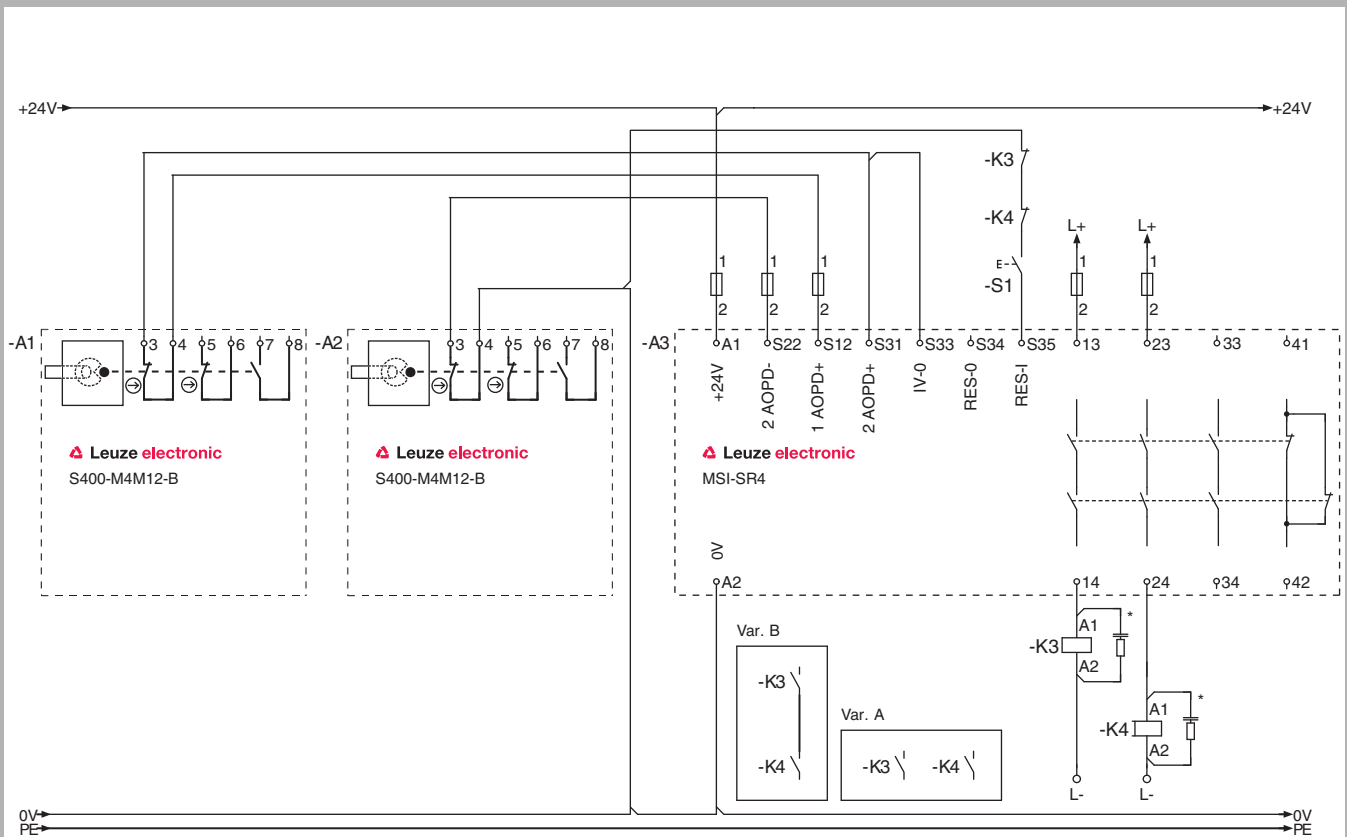 +24V +24V
-K3
-K4
L+ L+
E
-S1
1 1 1 1 1
2 2 2 2 2
-A1 3 4 5 6 7 8
-A2 3 4 5 6 7 8
-A3 A1 S22 S12 S31 S33 S34 S35 13 23 33 41
+24V
2 AOPD-
1 AOPD+
2 AOPD+
IV-0
RES-0
RES-I
Leuze electronic
S400-M4M12-B
Leuze electronic
S400-M4M12-B
Leuze electronic
MSI-SR4
0V
A2 14 24 34 42
Var. B
-K3
-K4
Var. A
-K3 -K4
-K3 A1 *
A2
-K4 A1 *
A2
L- L-
0V 0V
PE PE